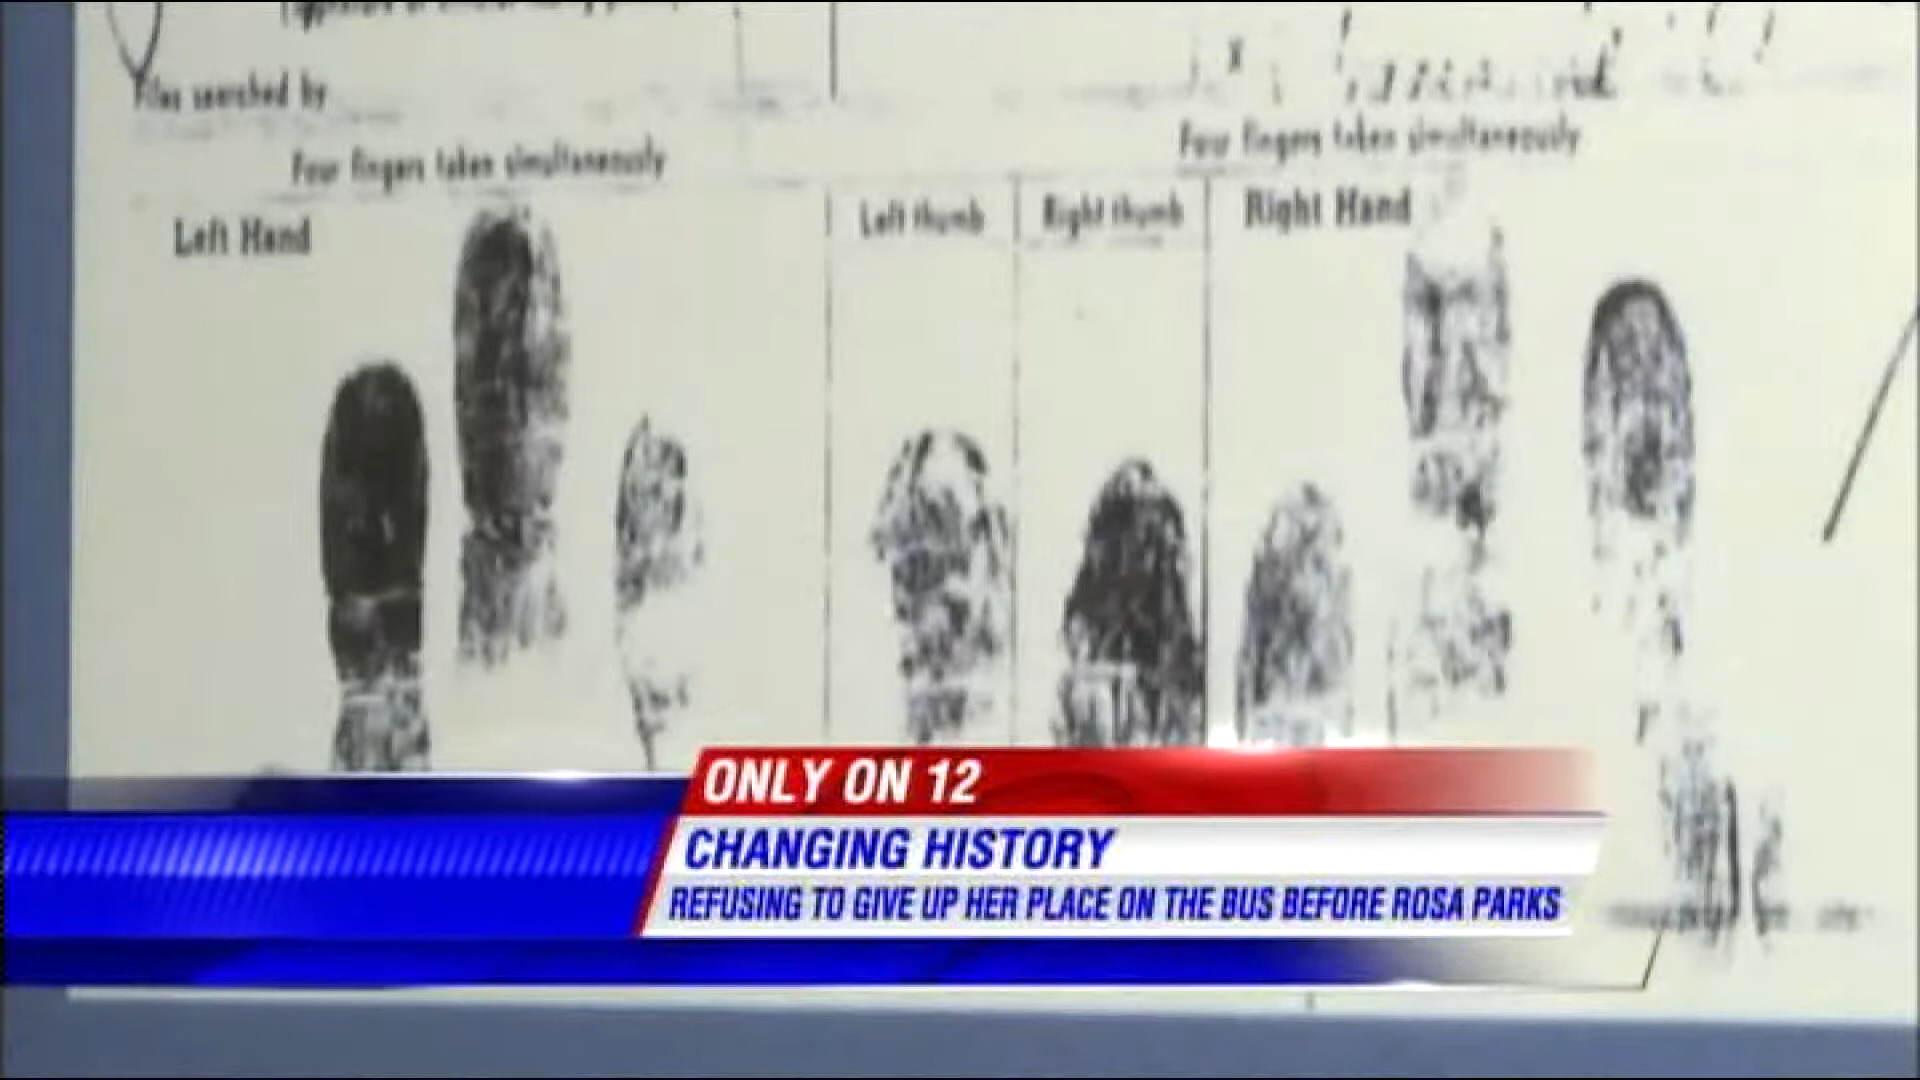 Files searched by
Four fingers taken simultaneously
Four fingers taken simultaneously
Left Hand
Left thumb
Right thumb
Right Hand
ONLY ON 12
CHANGING HISTORY
REFUSING TO GIVE UP HER PLACE ON THE BUS BEFORE ROSA PARKS